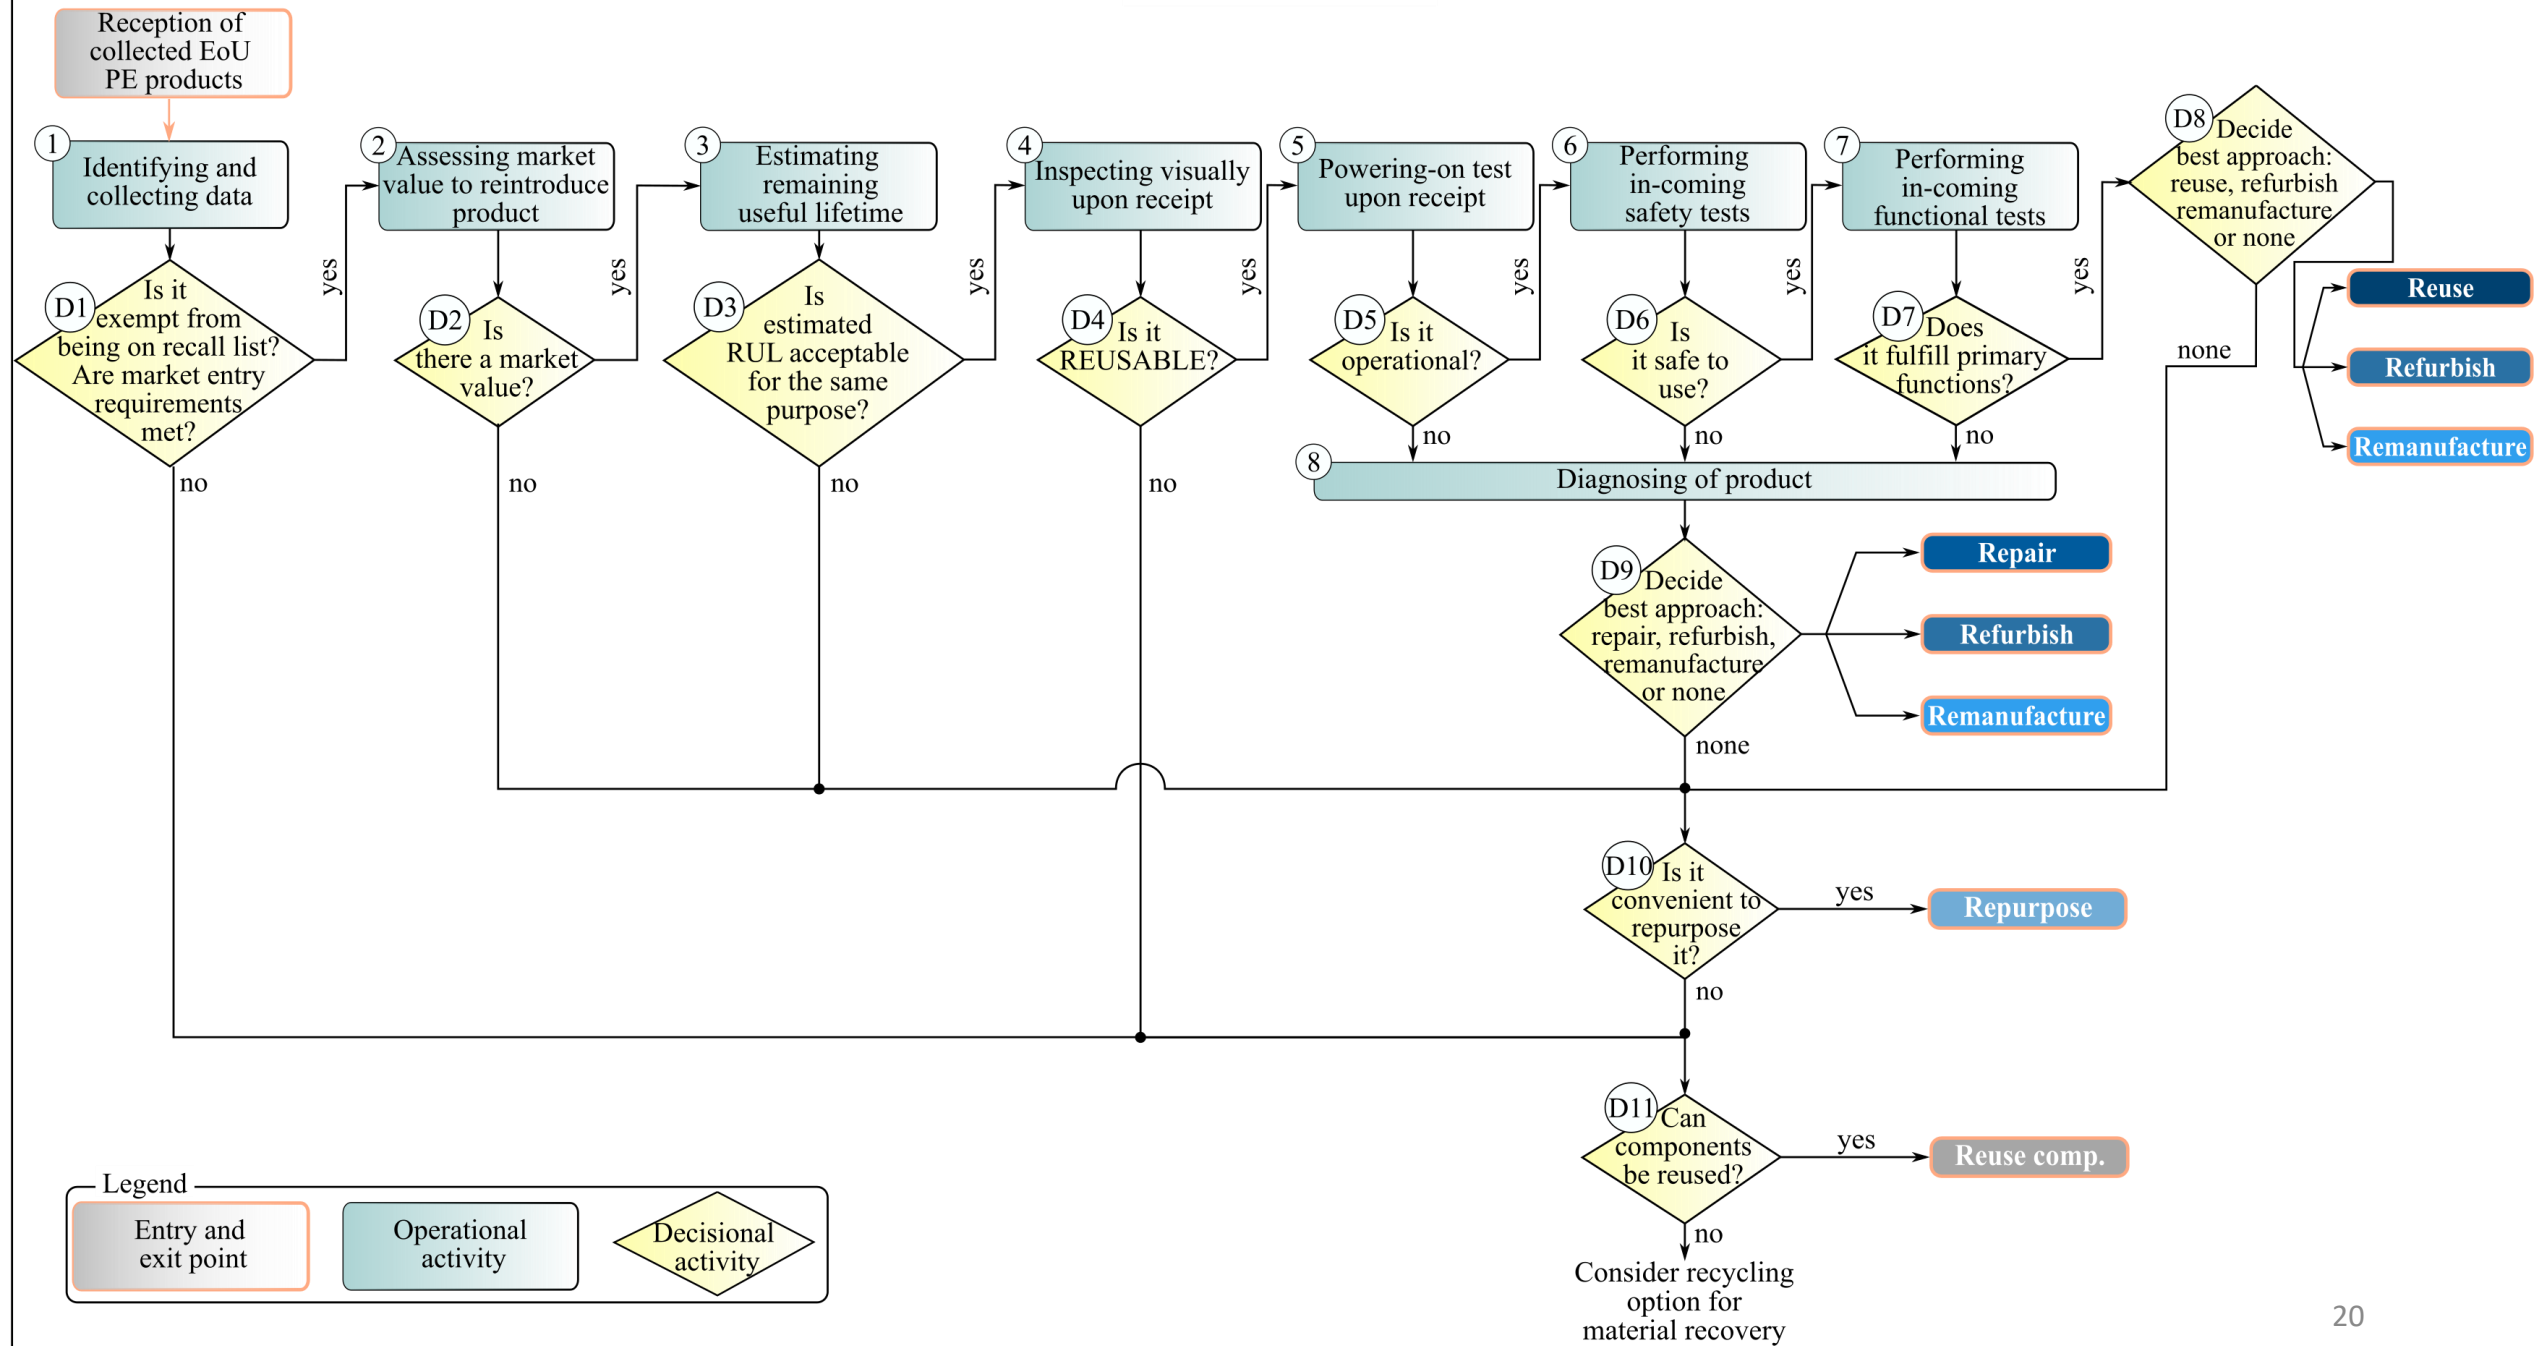 Reception of
collected EoU
PE products
1
Identifying and
collecting data
2
Assessing market
value to reintroduce
product
3
Estimating
remaining
useful lifetime
4
Inspecting visually
upon receipt
5
Powering-on test
upon receipt
6
Performing
in-coming
safety tests
7
Performing
in-coming
functional tests
D8
Decide
best approach:
reuse, refurbish
remanufacture
or none
D1
Is it
exempt from
being on recall list?
Are market entry
requirements
met?
yes
no
D2
Is
there a market
value?
yes
no
D3
Is
estimated
RUL acceptable
for the same
purpose?
yes
no
D4
Is it
REUSABLE?
yes
no
D5
Is it
operational?
yes
no
D6
Is
it safe to
use?
yes
no
D7
Does
it fulfill primary
functions?
yes
no
none
Reuse
Refurbish
Remanufacture
8
Diagnosing of product
D9
Decide
best approach:
repair, refurbish,
remanufacture
or none
Repair
Refurbish
Remanufacture
none
D10
Is it
convenient to
repurpose
it?
yes
Repurpose
no
D11
Can
components
be reused?
yes
Reuse comp.
no
Consider recycling
option for
material recovery
Legend
Entry and
exit point
Operational
activity
Decisional
activity
20